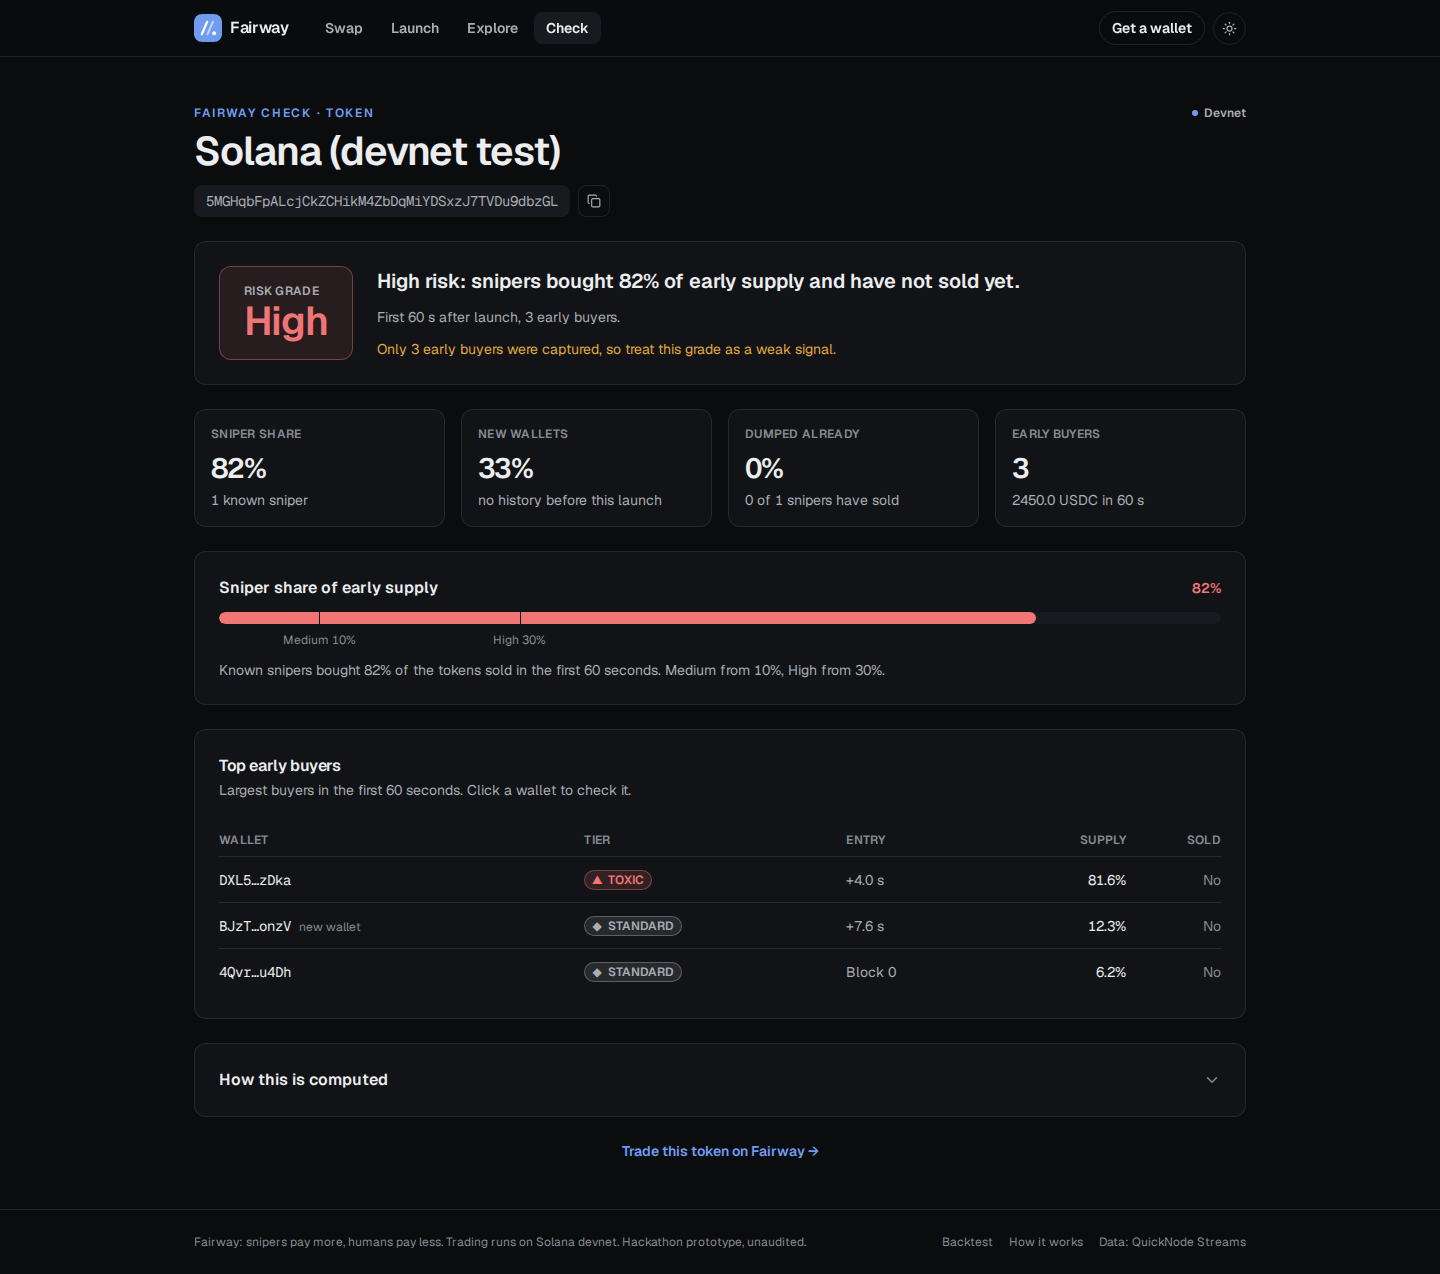 Fairway Swap Launch Explore Check Get a wallet
FAIRWAY CHECK · TOKEN
Devnet
Solana (devnet test)
5MGHqbFpALcjCkZCHikM4ZbDqMiYDSxzJ7TVDu9dbzGL
RISK GRADE
High
High risk: snipers bought 82% of early supply and have not sold yet.
First 60 s after launch, 3 early buyers.
Only 3 early buyers were captured, so treat this grade as a weak signal.
SNIPER SHARE
82%
1 known sniper
NEW WALLETS
33%
no history before this launch
DUMPED ALREADY
0%
0 of 1 snipers have sold
EARLY BUYERS
3
2450.0 USDC in 60 s
Sniper share of early supply 82%
Medium 10% High 30%
Known snipers bought 82% of the tokens sold in the first 60 seconds. Medium from 10%, High from 30%.
Top early buyers
Largest buyers in the first 60 seconds. Click a wallet to check it.
WALLET TIER ENTRY SUPPLY SOLD
DXL5…zDka TOXIC +4.0 s 81.6% No
BJzT…onzV new wallet STANDARD +7.6 s 12.3% No
4Qvr…u4Dh STANDARD Block 0 6.2% No
How this is computed
Trade this token on Fairway →
Fairway: snipers pay more, humans pay less. Trading runs on Solana devnet. Hackathon prototype, unaudited. Backtest How it works Data: QuickNode Streams